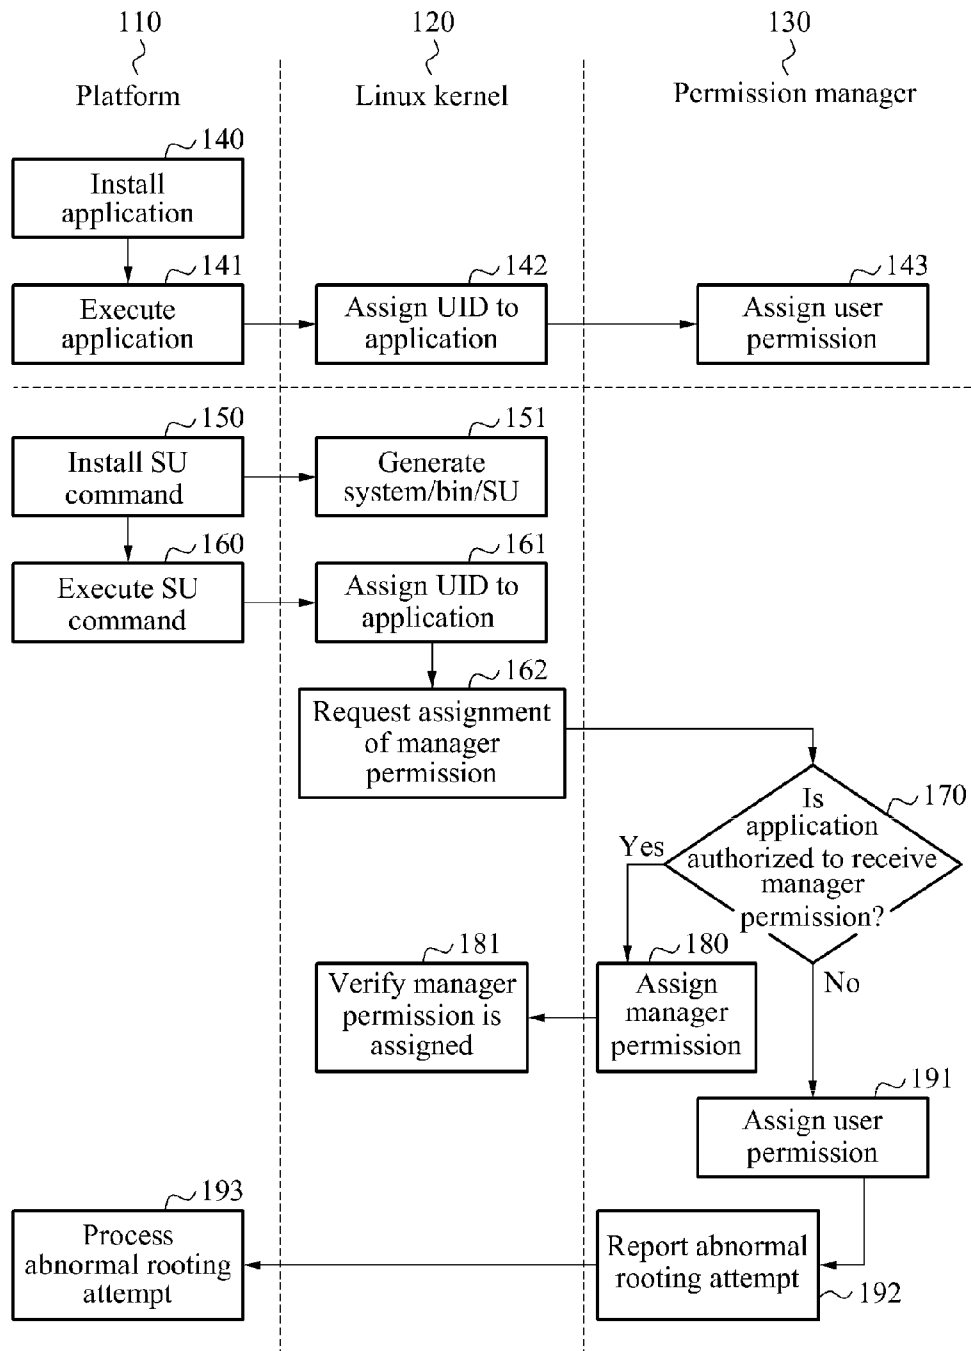 110
120
130
Platform
Linux kernel
Permission manager
140
Install
application
141
Execute
application
142
Assign UID to
application
143
Assign user
permission
150
Install SU
command
151
Generate
system/bin/SU
160
Execute SU
command
161
Assign UID to
application
162
Request assignment
of manager
permission
170
Is
application
authorized to receive
manager
permission?
Yes
No
180
Assign
manager
permission
181
Verify manager
permission is
assigned
191
Assign user
permission
192
Report abnormal
rooting attempt
193
Process
abnormal rooting
attempt